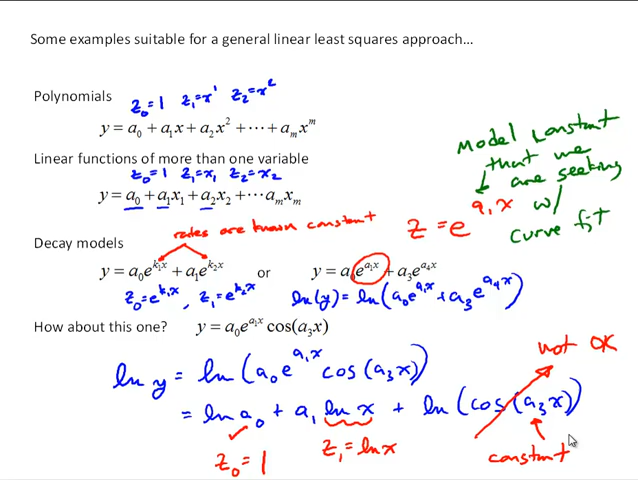 Some examples suitable for a general linear least squares approach…
Polynomials
z₀=1 z₁=x¹ z₂=x²
y = a₀ + a₁x + a₂x² + ⋯ + aₘxᵐ
Linear functions of more than one variable
z₀=1 z₁=x₁ z₂=x₂
y = a₀ + a₁x₁ + a₂x₂ + ⋯aₘxₘ
model constant
that we
are seeking
w/
curve fit
z = e^(a₁x)
rates are known constant
Decay models
y = a₀e^(k₁x) + a₁e^(k₂x) or y = a₀e^(a₁x) + a₃e^(a₄x)
z₀=e^(k₁x), z₁=e^(k₂x) ln(y) = ln(a₀e^(a₁x) + a₃e^(a₄x))
How about this one? y = a₀e^(a₁x) cos(a₃x)
not OK
ln y = ln(a₀e^(a₁x) cos(a₃x))
= ln a₀ + a₁ ln x + ln(cos(a₃x))
z₀ = 1 z₁ = ln x constant